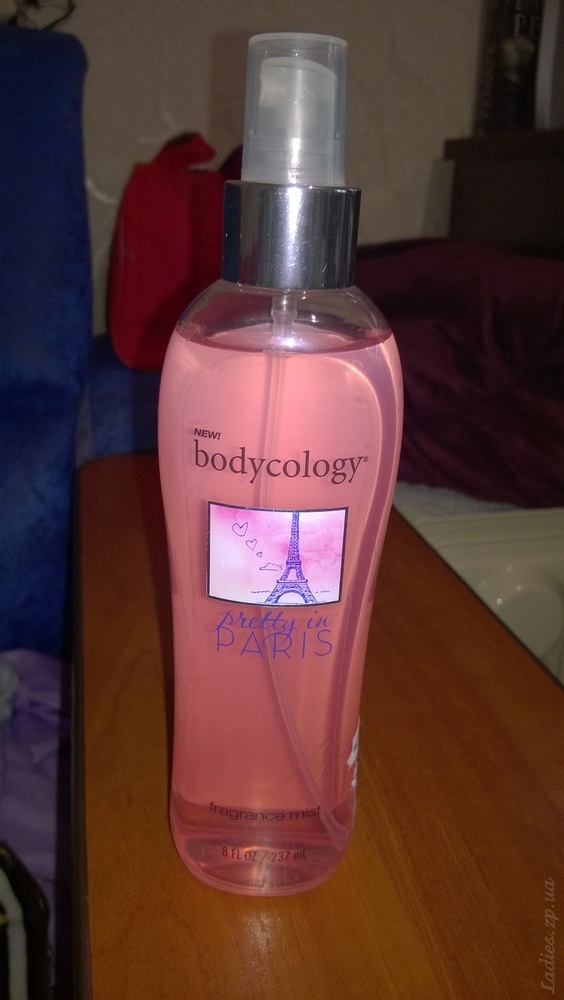 NEW!
bodycology®
pretty in
PARIS
fragrance mist
8 FL OZ / 237 mL
Ladies.zp.ua